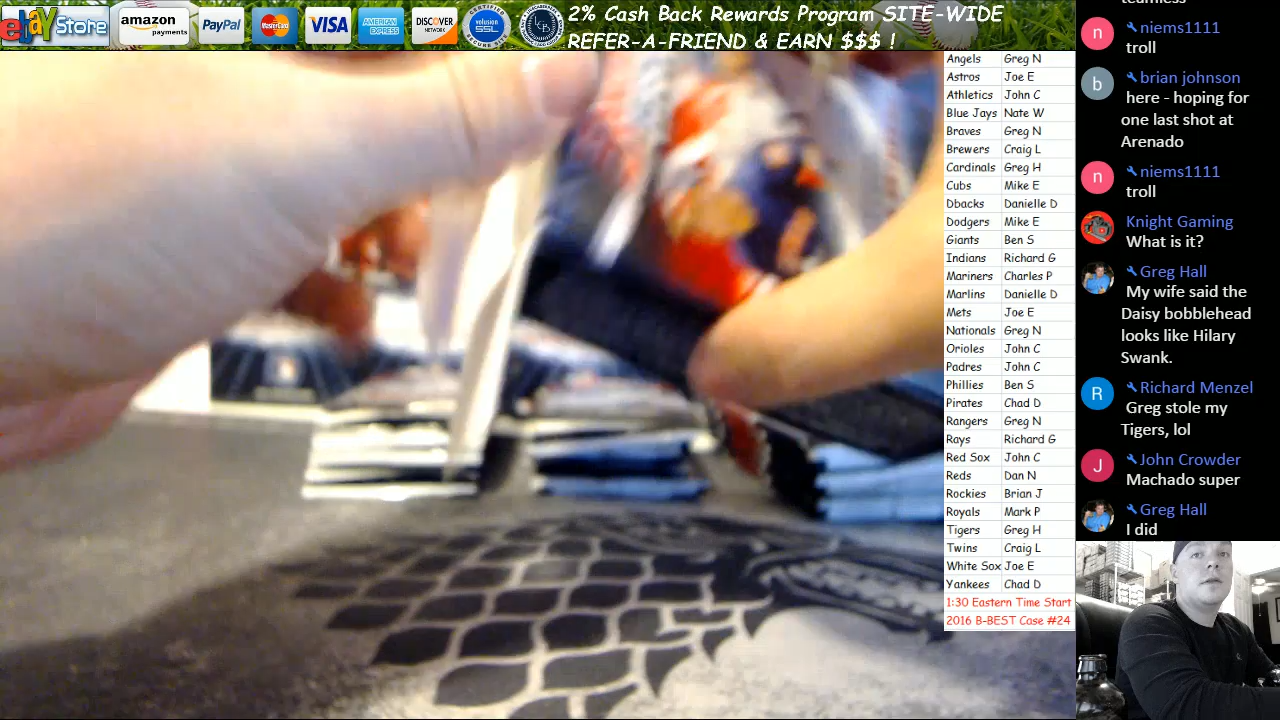 ebay Store
amazon
payments
PayPal
MasterCard
VISA
AMERICAN
EXPRESS
DISCOVER
NETWORK
volusion
SSL
2% Cash Back Rewards Program SITE-WIDE
REFER-A-FRIEND & EARN $$$ !
Angels Greg N
Astros Joe E
Athletics John C
Blue Jays Nate W
Braves Greg N
Brewers Craig L
Cardinals Greg H
Cubs Mike E
Dbacks Danielle D
Dodgers Mike E
Giants Ben S
Indians Richard G
Mariners Charles P
Marlins Danielle D
Mets Joe E
Nationals Greg N
Orioles John C
Padres John C
Phillies Ben S
Pirates Chad D
Rangers Greg N
Rays Richard G
Red Sox John C
Reds Dan N
Rockies Brian J
Royals Mark P
Tigers Greg H
Twins Craig L
White Sox Joe E
Yankees Chad D
1:30 Eastern Time Start
2016 B-BEST Case #24
n niems1111
troll
b brian johnson
here - hoping for
one last shot at
Arenado
n niems1111
troll
Knight Gaming
What is it?
Greg Hall
My wife said the
Daisy bobblehead
looks like Hilary
Swank.
R Richard Menzel
Greg stole my
Tigers, lol
J John Crowder
Machado super
Greg Hall
I did